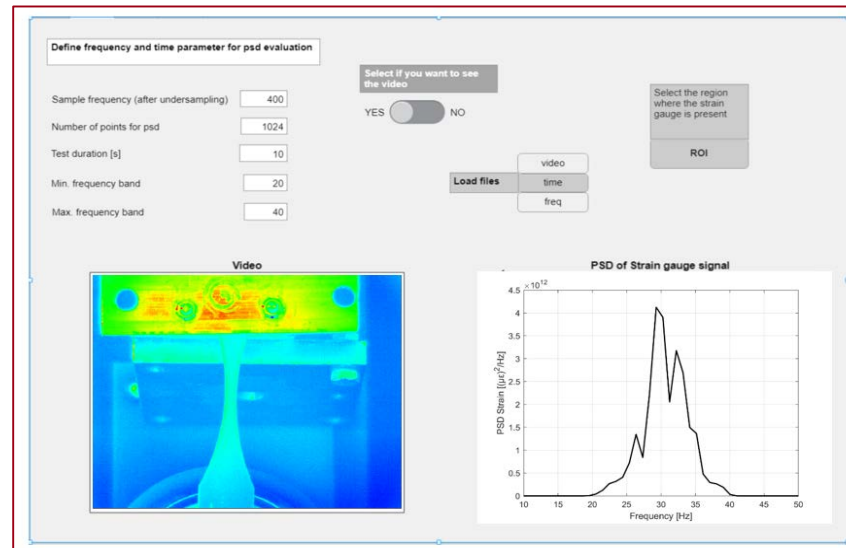 Define frequency and time parameter for psd evaluation
Sample frequency (after undersampling) 400
Number of points for psd 1024
Test duration [s] 10
Min. frequency band 20
Max. frequency band 40
Select if you want to see
the video
YES NO
Load files
video
time
freq
Select the region
where the strain
gauge is present
ROI
Video
PSD of Strain gauge signal
×10^12
4.5
4
3.5
3
2.5
2
1.5
1
0.5
0
PSD Strain [(με)²/Hz]
10 15 20 25 30 35 40 45 50
Frequency [Hz]